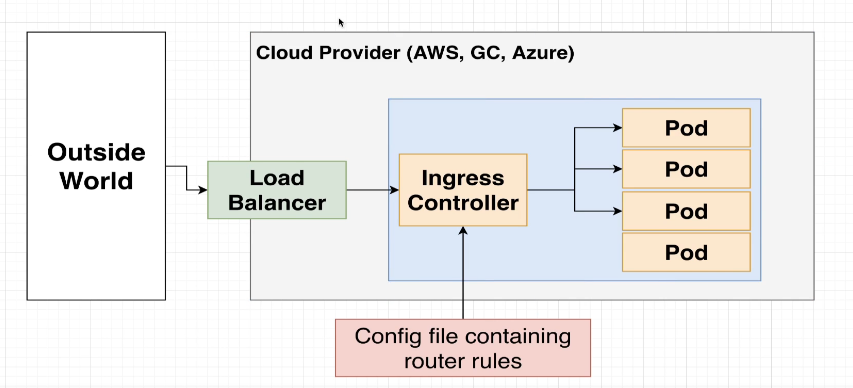 Cloud Provider (AWS, GC, Azure)
Outside
World
Load
Balancer
Ingress
Controller
Pod
Pod
Pod
Pod
Config file containing
router rules